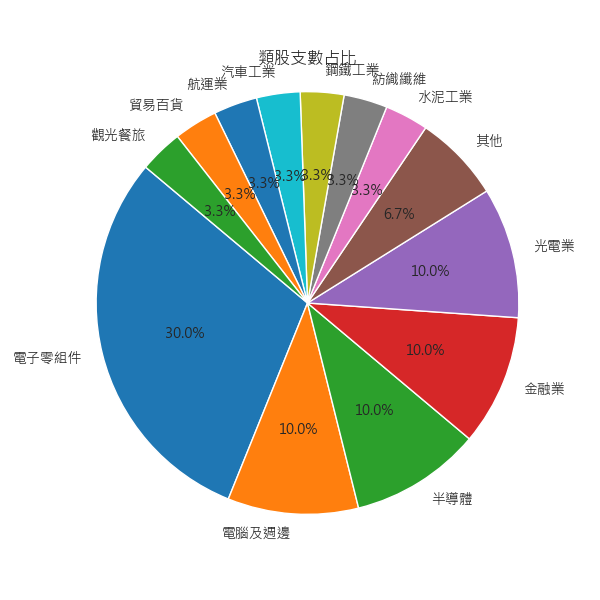 類股支數占比
汽車工業
鋼鐵工業
航運業
紡織纖維
貿易百貨
水泥工業
觀光餐旅
其他
3.3%
3.3%
3.3%
3.3%
3.3%
3.3%
3.3%
6.7%
光電業
10.0%
30.0%
10.0%
電子零組件
金融業
10.0%
10.0%
半導體
電腦及週邊